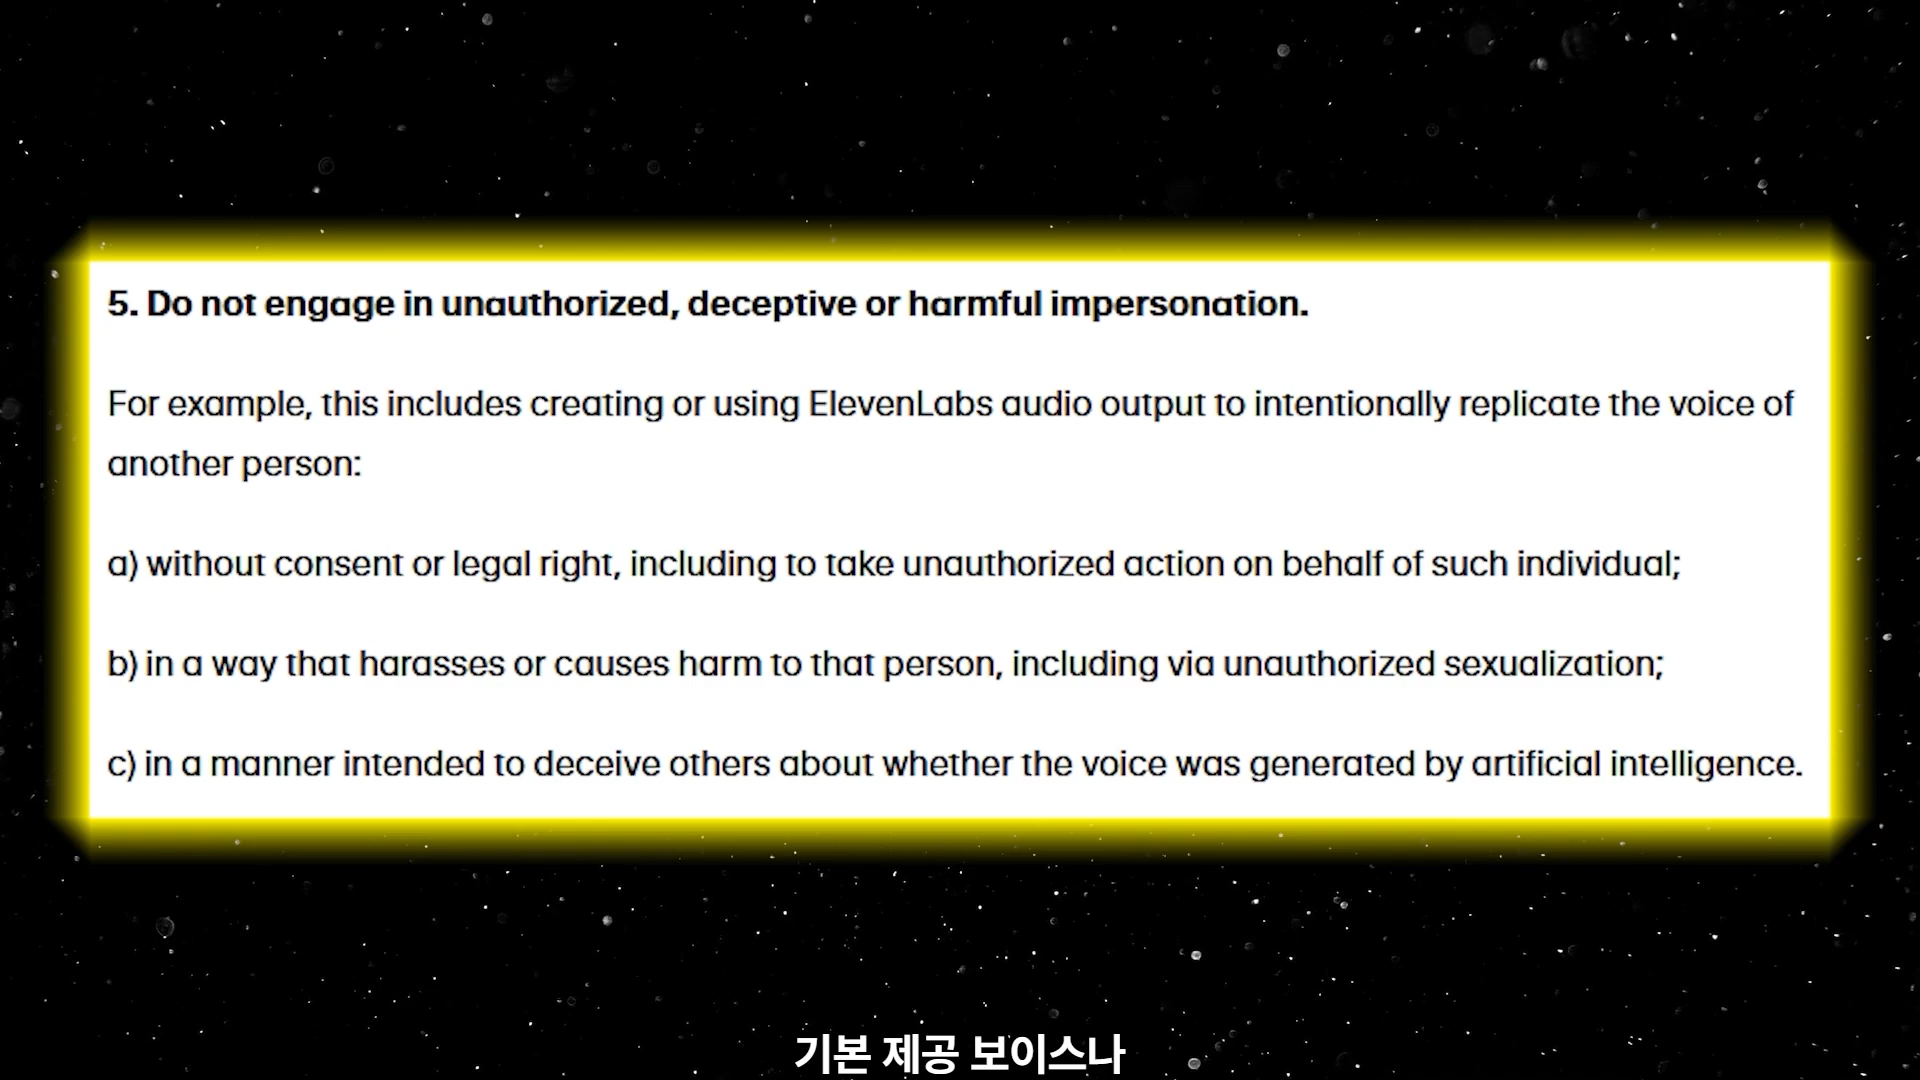 5. Do not engage in unauthorized, deceptive or harmful impersonation.
For example, this includes creating or using ElevenLabs audio output to intentionally replicate the voice of
another person:
a) without consent or legal right, including to take unauthorized action on behalf of such individual;
b) in a way that harasses or causes harm to that person, including via unauthorized sexualization;
c) in a manner intended to deceive others about whether the voice was generated by artificial intelligence.
기본 제공 보이스나